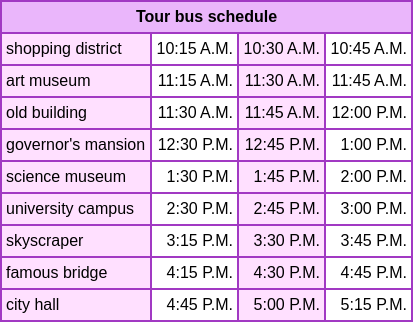 Tour bus schedule
shopping district 10:15 A.M. 10:30 A.M. 10:45 A.M.
art museum 11:15 A.M. 11:30 A.M. 11:45 A.M.
old building 11:30 A.M. 11:45 A.M. 12:00 P.M.
governor's mansion 12:30 P.M. 12:45 P.M. 1:00 P.M.
science museum 1:30 P.M. 1:45 P.M. 2:00 P.M.
university campus 2:30 P.M. 2:45 P.M. 3:00 P.M.
skyscraper 3:15 P.M. 3:30 P.M. 3:45 P.M.
famous bridge 4:15 P.M. 4:30 P.M. 4:45 P.M.
city hall 4:45 P.M. 5:00 P.M. 5:15 P.M.